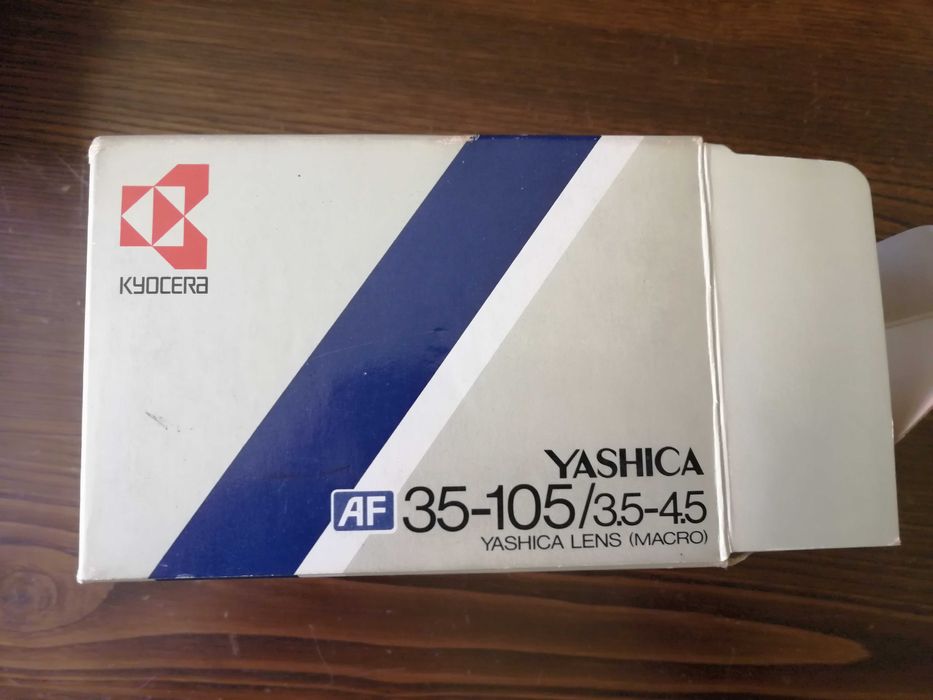 KYOCERA
YASHICA
AF 35-105/3.5-4.5
YASHICA LENS (MACRO)